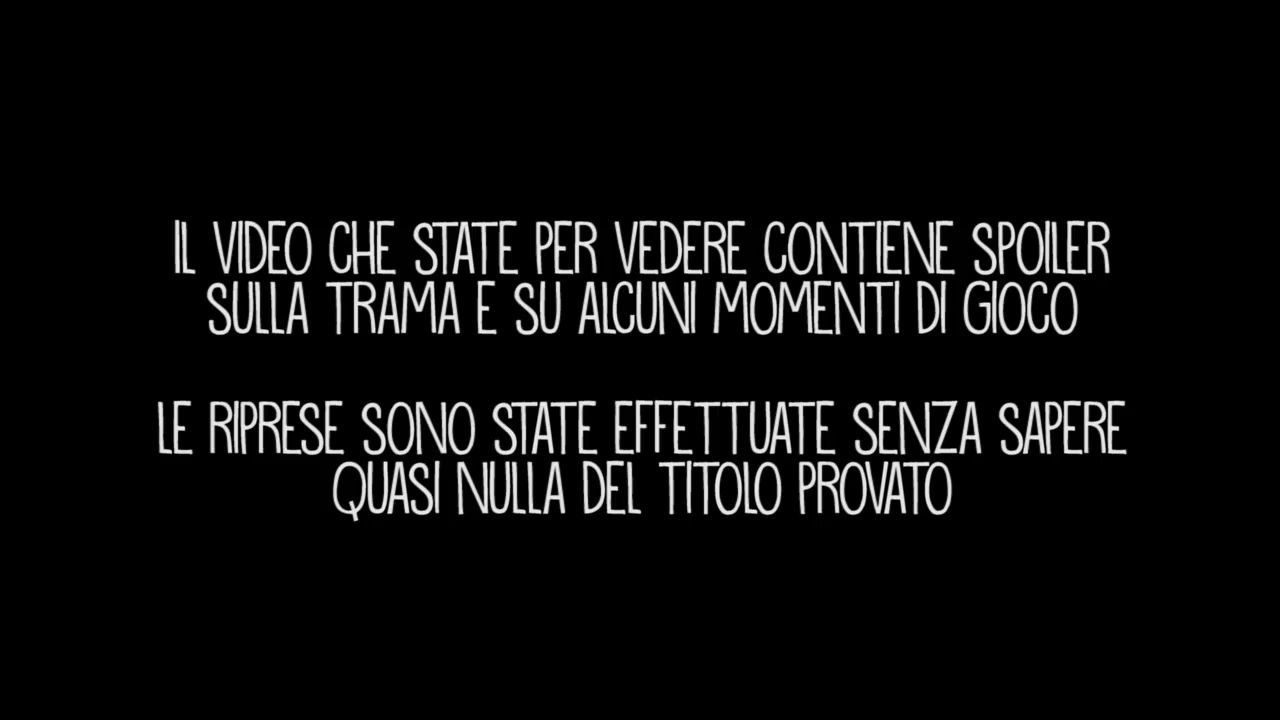 IL VIDEO CHE STATE PER VEDERE CONTIENE SPOILER
SULLA TRAMA E SU ALCUNI MOMENTI DI GIOCO
LE RIPRESE SONO STATE EFFETTUATE SENZA SAPERE
QUASI NULLA DEL TITOLO PROVATO